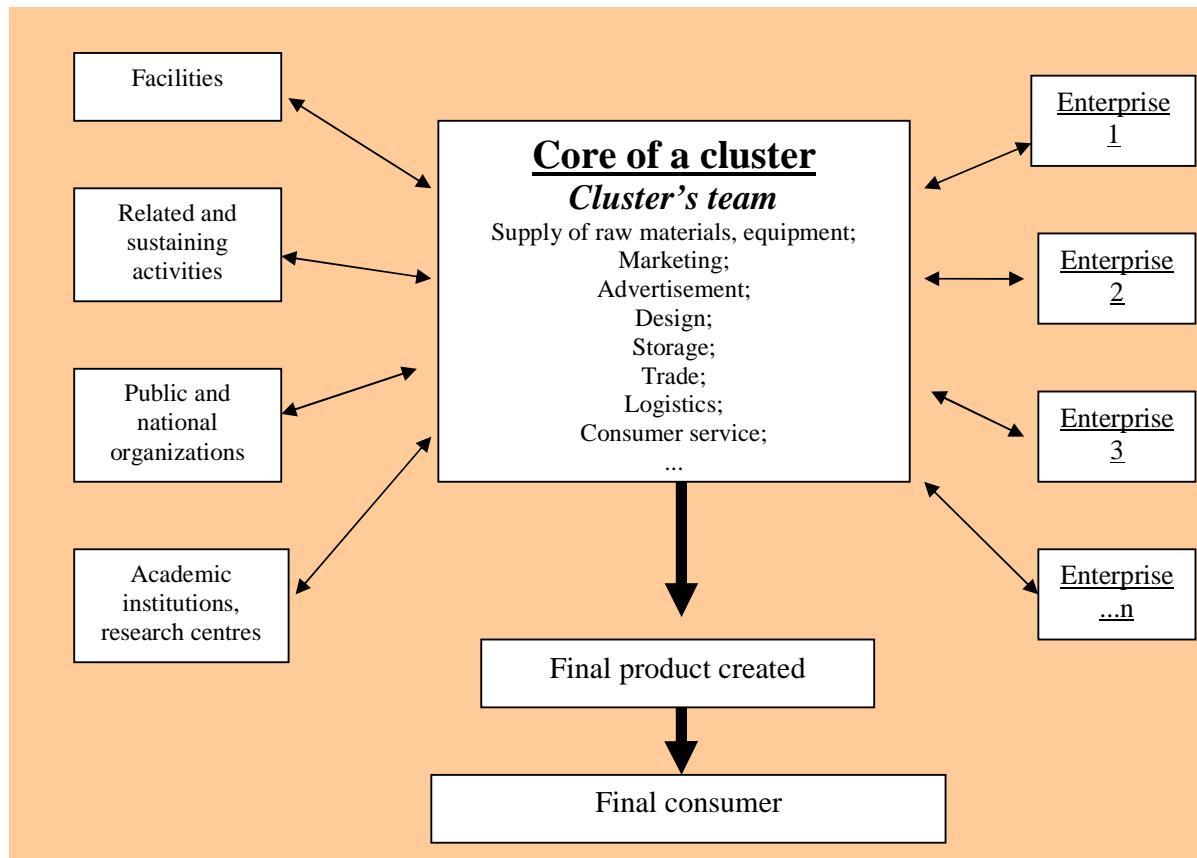 Facilities
Related and
sustaining
activities
Public and
national
organizations
Academic
institutions,
research centres
Core of a cluster
Cluster’s team
Supply of raw materials, equipment;
Marketing;
Advertisement;
Design;
Storage;
Trade;
Logistics;
Consumer service;
...
Enterprise
1
Enterprise
2
Enterprise
3
Enterprise
...n
Final product created
Final consumer